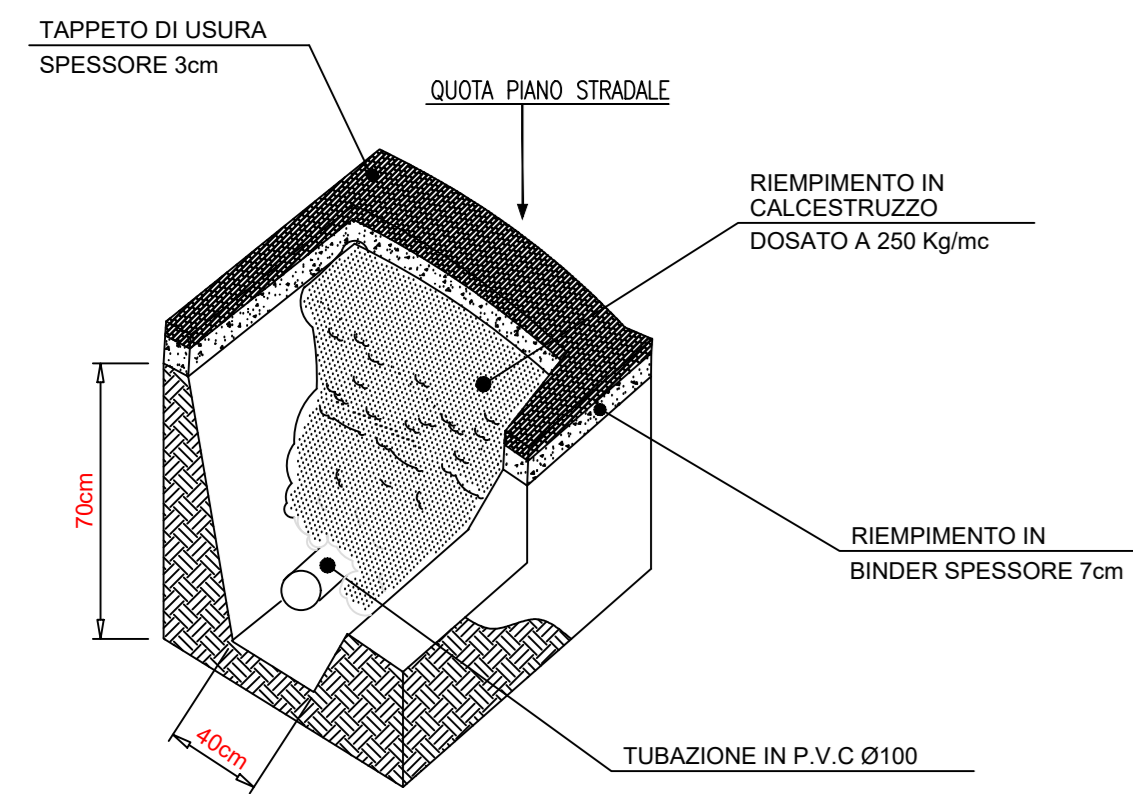 TAPPETO DI USURA
SPESSORE 3cm
QUOTA PIANO STRADALE
RIEMPIMENTO IN
CALCESTRUZZO
DOSATO A 250 Kg/mc
70cm
RIEMPIMENTO IN
BINDER SPESSORE 7cm
40cm
TUBAZIONE IN P.V.C Ø100